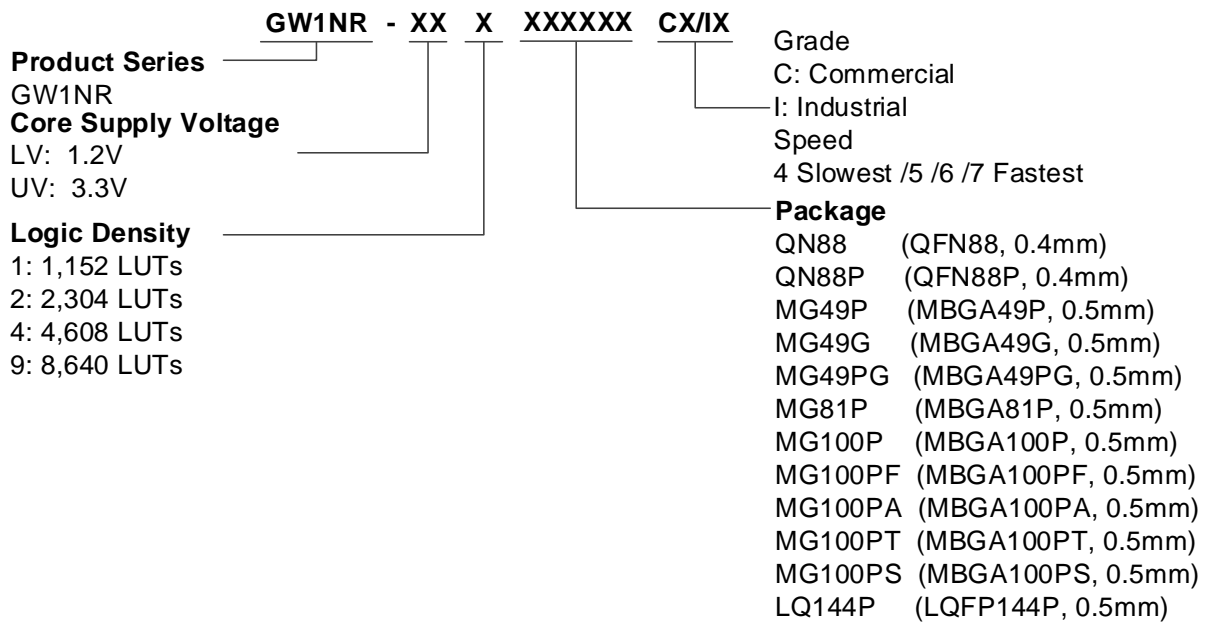 GW1NR - XX X XXXXXX CX/IX
Product Series
GW1NR
Core Supply Voltage
LV: 1.2V
UV: 3.3V
Logic Density
1: 1,152 LUTs
2: 2,304 LUTs
4: 4,608 LUTs
9: 8,640 LUTs
Grade
C: Commercial
I: Industrial
Speed
4 Slowest /5 /6 /7 Fastest
Package
QN88 (QFN88, 0.4mm)
QN88P (QFN88P, 0.4mm)
MG49P (MBGA49P, 0.5mm)
MG49G (MBGA49G, 0.5mm)
MG49PG (MBGA49PG, 0.5mm)
MG81P (MBGA81P, 0.5mm)
MG100P (MBGA100P, 0.5mm)
MG100PF (MBGA100PF, 0.5mm)
MG100PA (MBGA100PA, 0.5mm)
MG100PT (MBGA100PT, 0.5mm)
MG100PS (MBGA100PS, 0.5mm)
LQ144P (LQFP144P, 0.5mm)